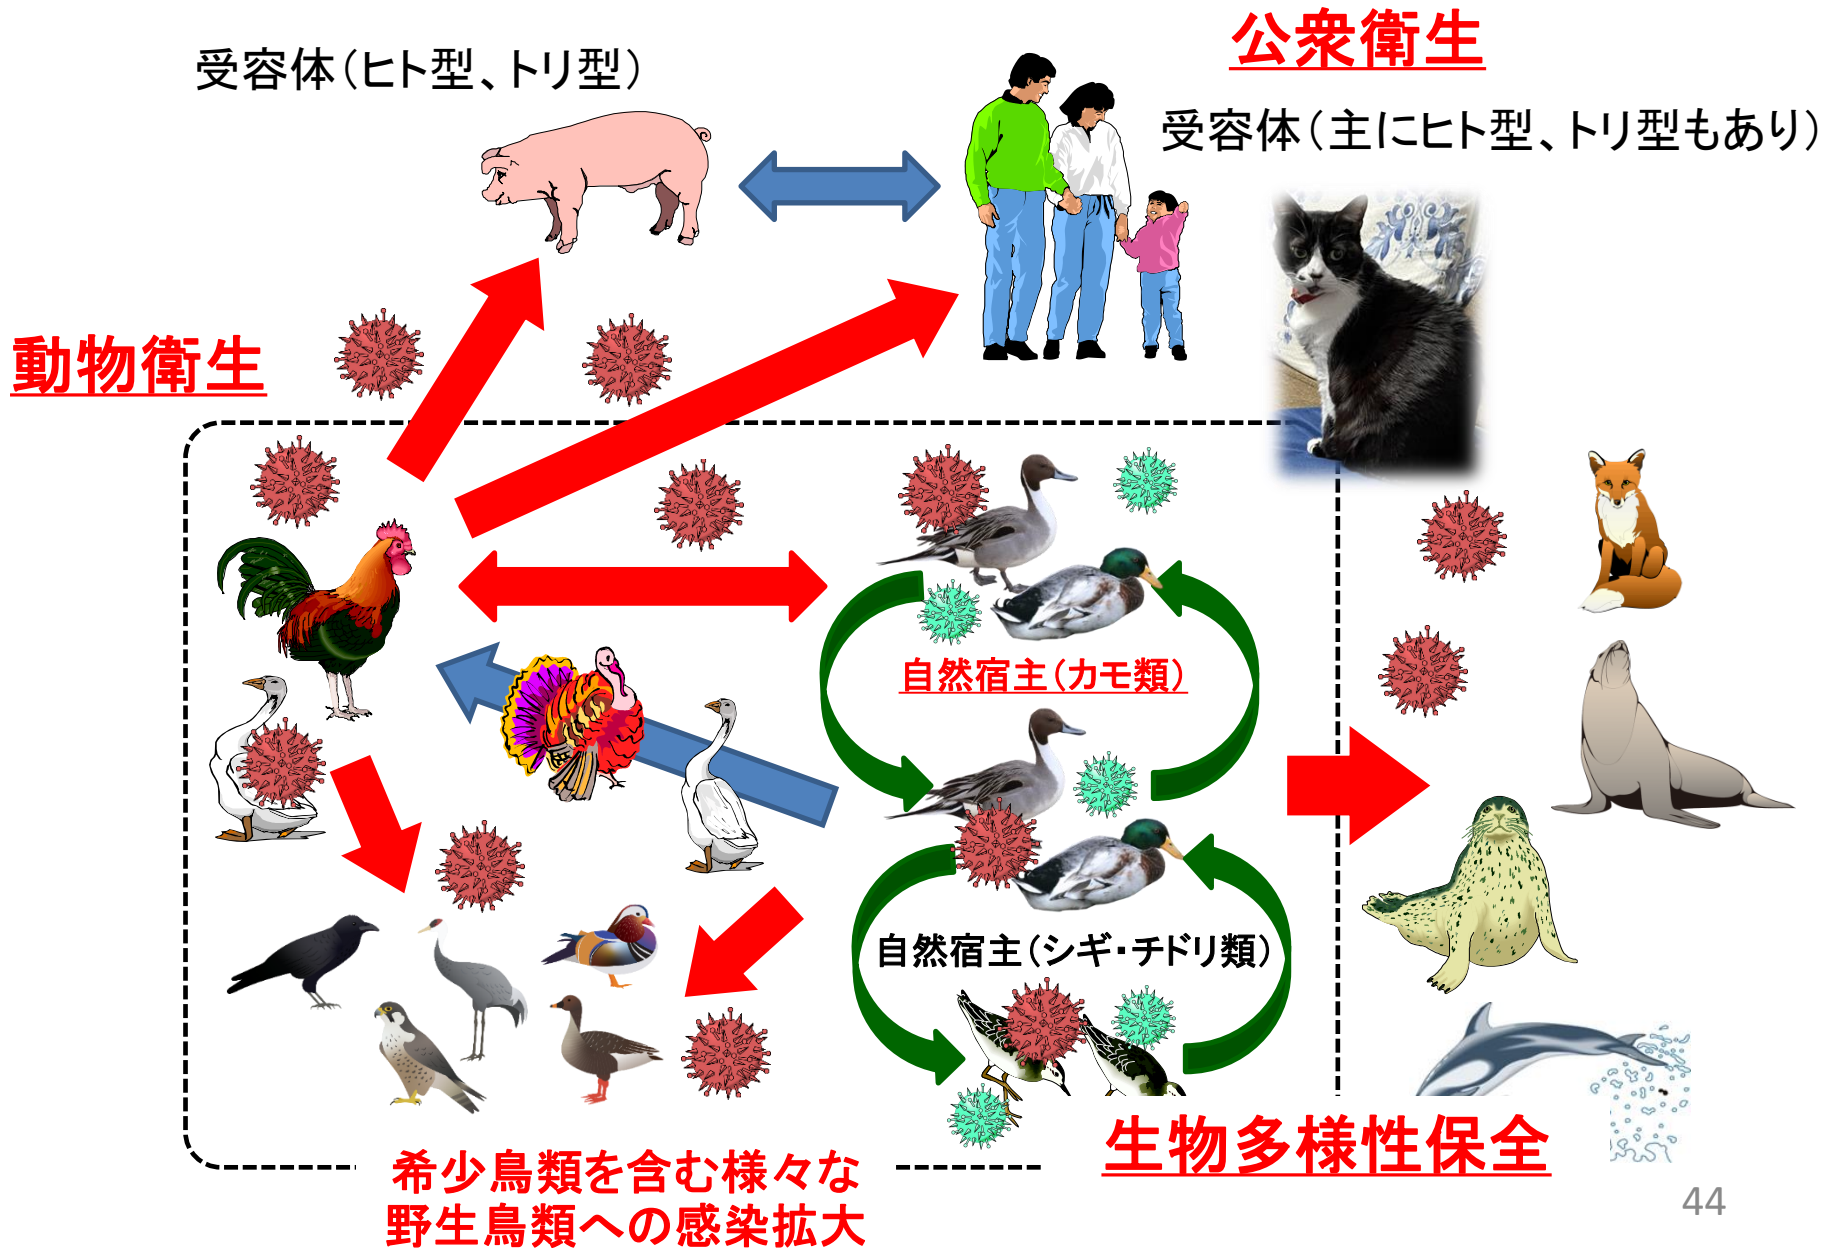 公衆衛生
受容体（ヒト型、トリ型）
受容体（主にヒト型、トリ型もあり）
動物衛生
自然宿主（カモ類）
自然宿主（シギ・チドリ類）
生物多様性保全
希少鳥類を含む様々な
野生鳥類への感染拡大
44